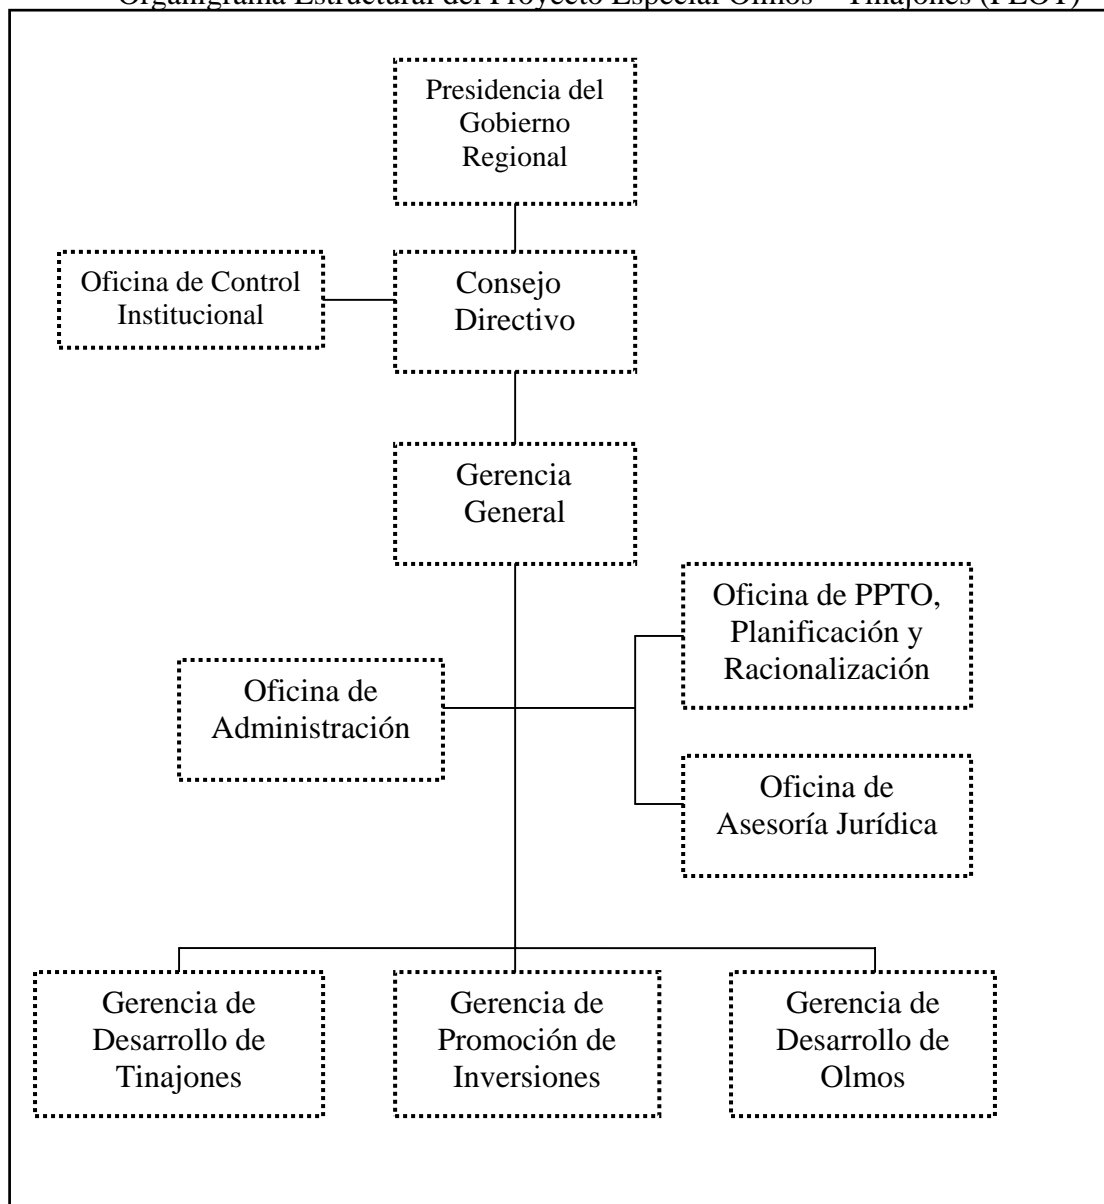 Organigrama Estructural del Proyecto Especial Olmos – Tinajones (PEOT)
Presidencia del
Gobierno
Regional
Oficina de Control
Institucional
Consejo
Directivo
Gerencia
General
Oficina de PPTO,
Planificación y
Racionalización
Oficina de
Administración
Oficina de
Asesoría Jurídica
Gerencia de
Desarrollo de
Tinajones
Gerencia de
Promoción de
Inversiones
Gerencia de
Desarrollo de
Olmos